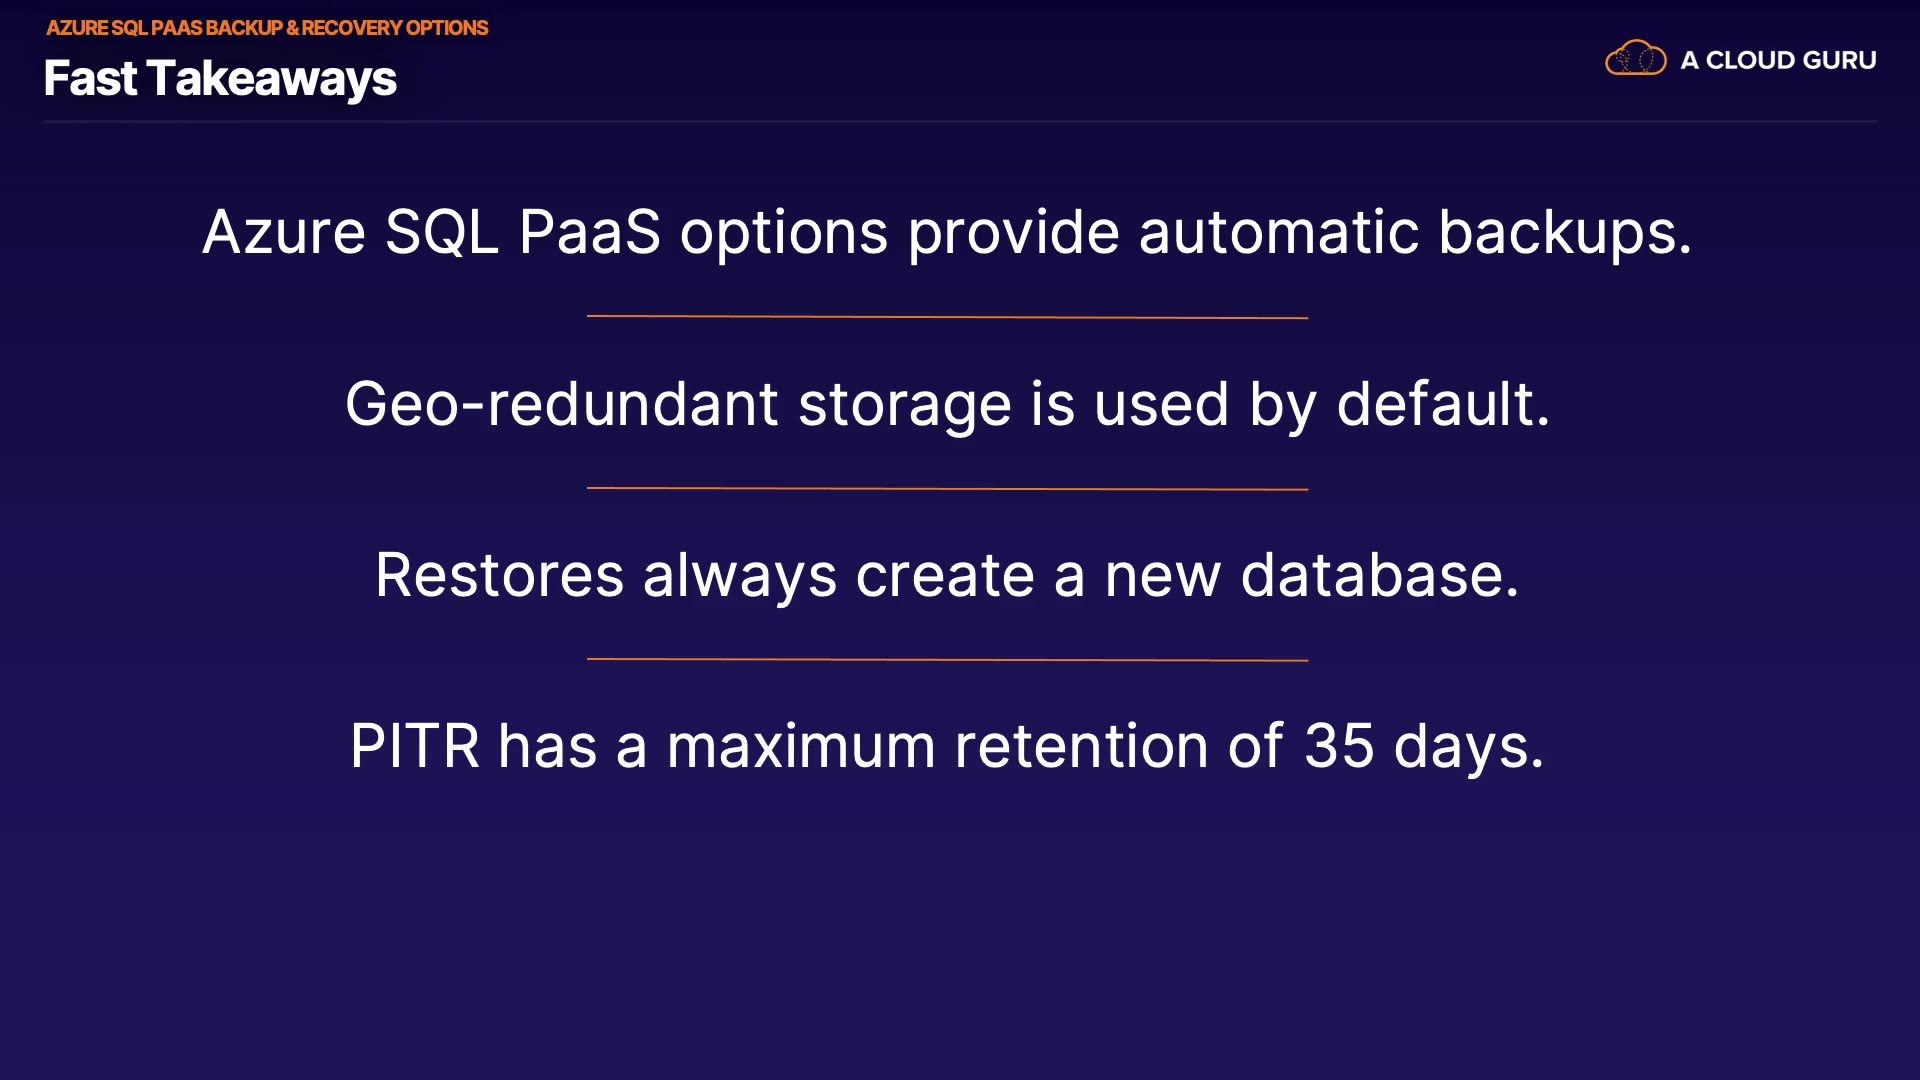 AZURE SQL PAAS BACKUP & RECOVERY OPTIONS
Fast Takeaways
A CLOUD GURU
Azure SQL PaaS options provide automatic backups.
Geo-redundant storage is used by default.
Restores always create a new database.
PITR has a maximum retention of 35 days.